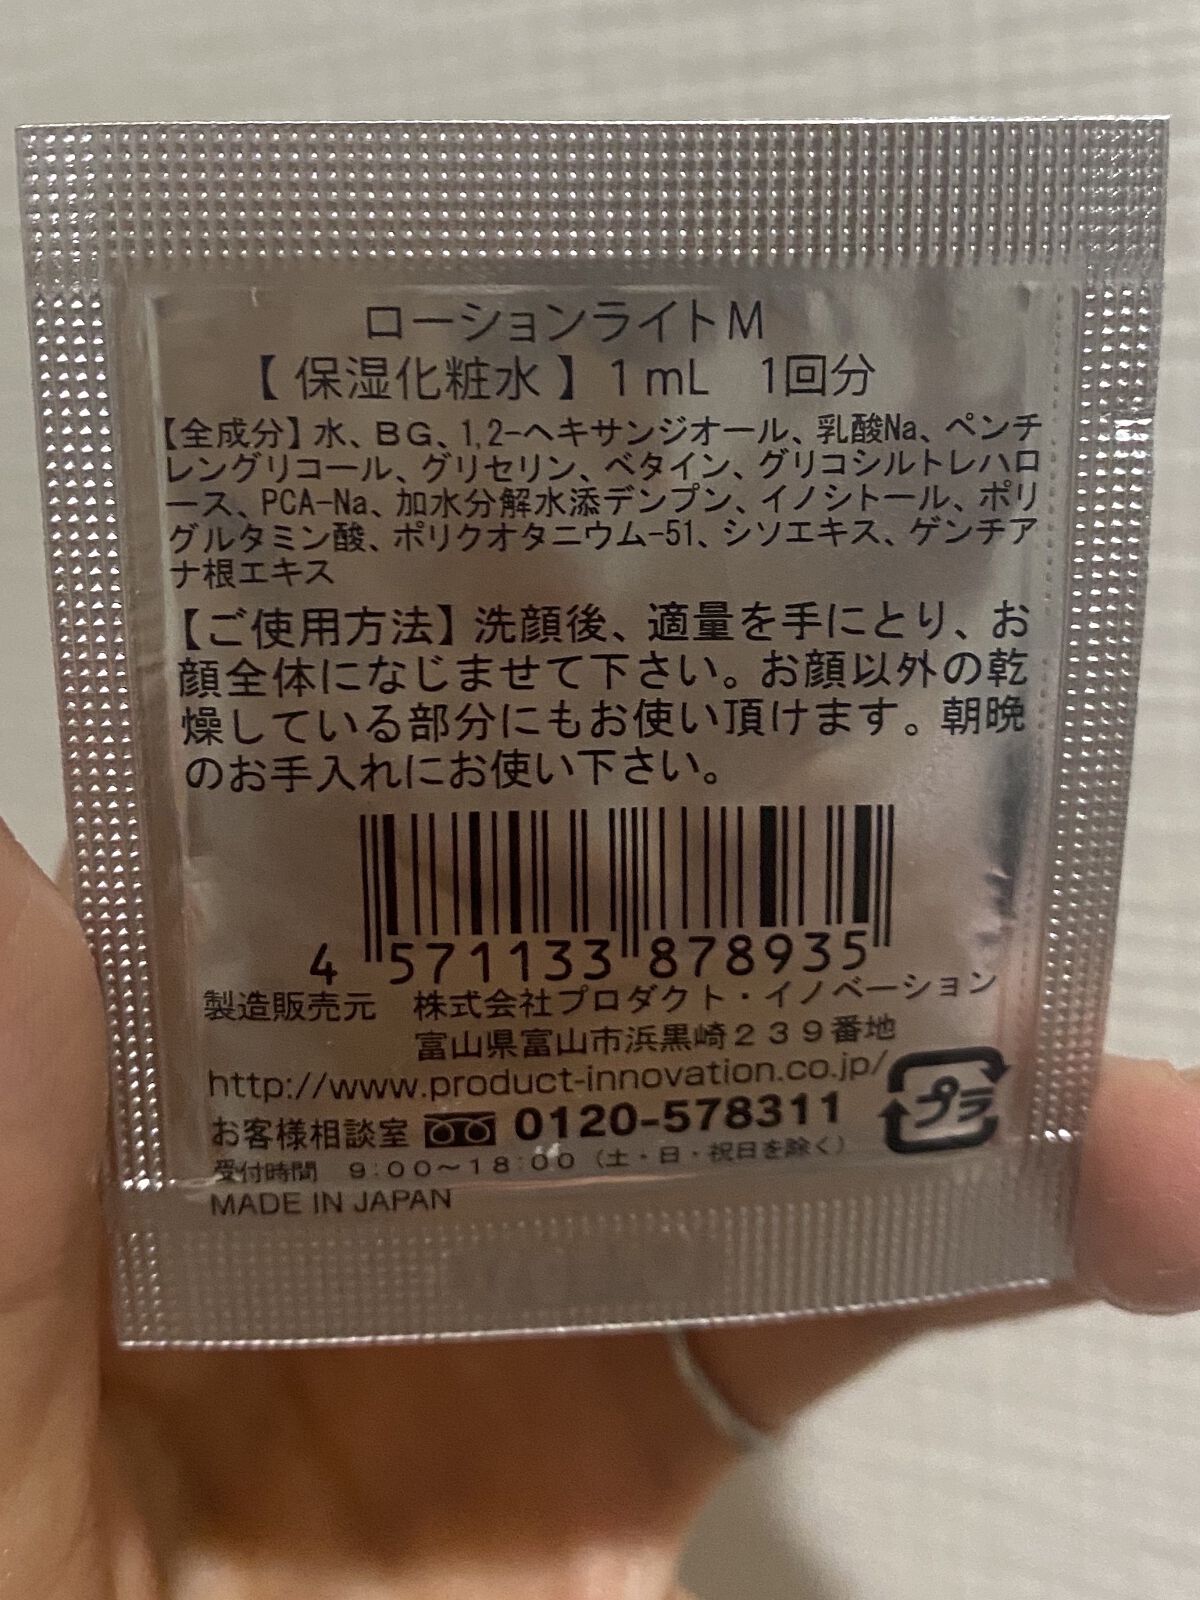 ローションライトM
【 保湿化粧水 】 1mL　1回分
【全成分】水、BG、1,2-ヘキサンジオール、乳酸Na、ペンチ
レングリコール、グリセリン、ベタイン、グリコシルトレハロ
ース、PCA-Na、加水分解水添デンプン、イノシトール、ポリ
グルタミン酸、ポリクオタニウム-51、シソエキス、ゲンチア
ナ根エキス
【ご使用方法】洗顔後、適量を手にとり、お
顔全体になじませて下さい。お顔以外の乾
燥している部分にもお使い頂けます。朝晩
のお手入れにお使い下さい。
4 571133 878935
製造販売元　株式会社プロダクト・イノベーション
富山県富山市浜黒崎239番地
http://www.product-innovation.co.jp/
プラ
お客様相談室 0120-578311
受付時間　9:00～18:00（土・日・祝日を除く）
MADE IN JAPAN